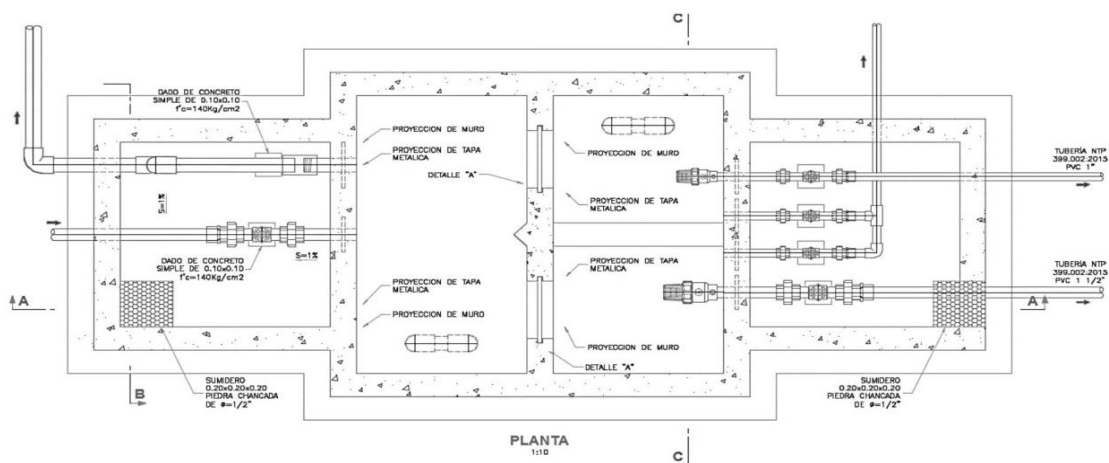 C
DADO DE CONCRETO
SIMPLE DE 0.10x0.10
f'c=140Kg/cm2
PROYECCION DE MURO
PROYECCION DE TAPA
METALICA
DETALLE "A"
PROYECCION DE MURO
PROYECCION DE TAPA
METALICA
TUBERÍA NTP
399.002:2015
PVC 1"
S=1%
DADO DE CONCRETO
SIMPLE DE 0.10x0.10
f'c=140Kg/cm2
S=1%
PROYECCION DE TAPA
METALICA
PROYECCION DE MURO
PROYECCION DE TAPA
METALICA
PROYECCION DE MURO
DETALLE "A"
TUBERÍA NTP
399.002:2015
PVC 1 1/2"
A
A
B
SUMIDERO
0.20x0.20x0.20
PIEDRA CHANCADA
DE ø=1/2"
SUMIDERO
0.20x0.20x0.20
PIEDRA CHANCADA
DE ø=1/2"
PLANTA
1:10
C